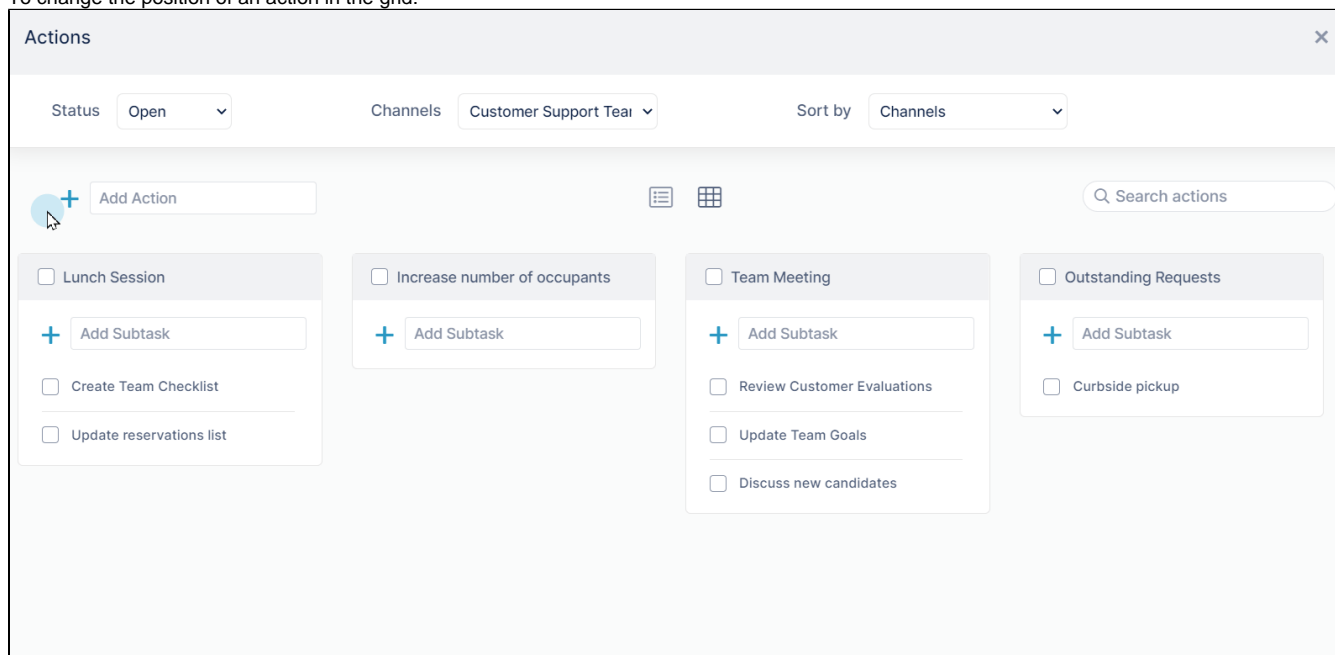 To change the position of an action in the grid:
Actions
Status Open Channels Customer Support Tear Sort by Channels
Add Action Search actions
Lunch Session Increase number of occupants Team Meeting Outstanding Requests
Add Subtask Add Subtask Add Subtask Add Subtask
Create Team Checklist Review Customer Evaluations Curbside pickup
Update reservations list Update Team Goals
Discuss new candidates